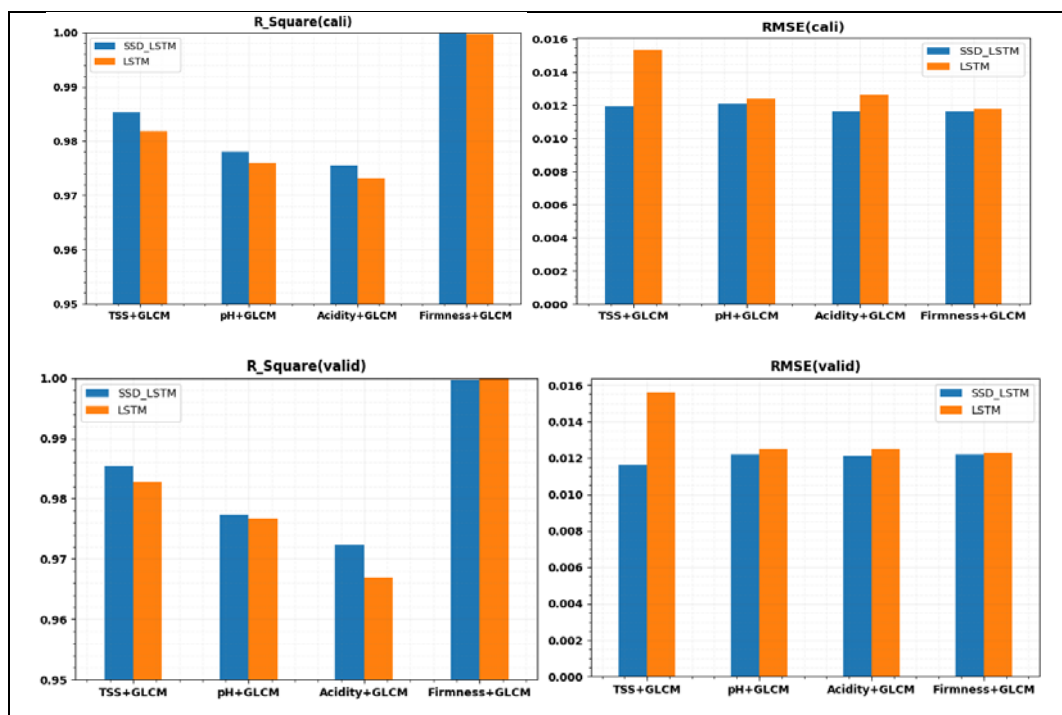 R_Square(cali)
1.00
0.99
0.98
0.97
0.96
0.95
SSD_LSTM
LSTM
TSS+GLCM pH+GLCM Acidity+GLCM Firmness+GLCM
RMSE(cali)
0.016
0.014
0.012
0.010
0.008
0.006
0.004
0.002
0.000
SSD_LSTM
LSTM
TSS+GLCM pH+GLCM Acidity+GLCM Firmness+GLCM
R_Square(valid)
1.00
0.99
0.98
0.97
0.96
0.95
SSD_LSTM
LSTM
TSS+GLCM pH+GLCM Acidity+GLCM Firmness+GLCM
RMSE(valid)
0.016
0.014
0.012
0.010
0.008
0.006
0.004
0.002
0.000
SSD_LSTM
LSTM
TSS+GLCM pH+GLCM Acidity+GLCM Firmness+GLCM